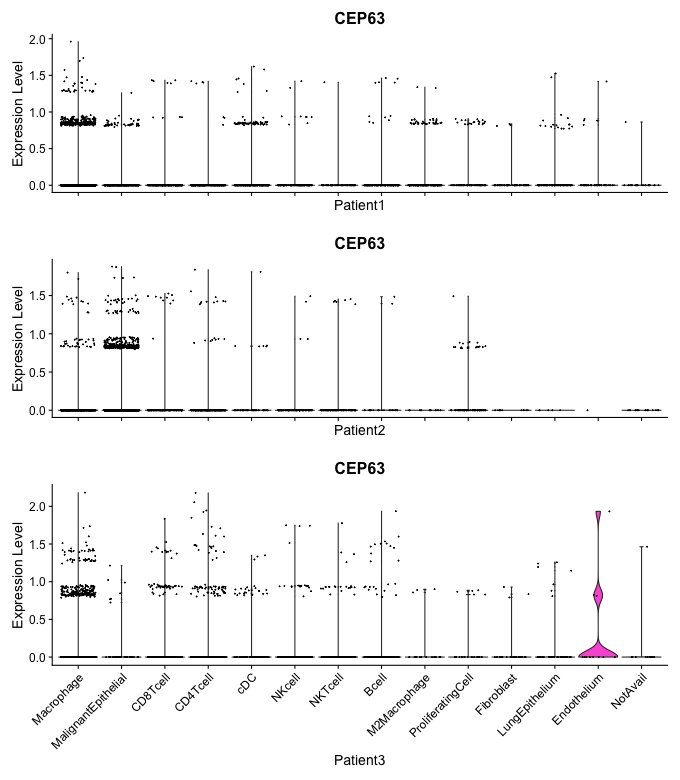 CEP63
Expression Level
2.0
1.5
1.0
0.5
0.0
Patient1
CEP63
Expression Level
1.5
1.0
0.5
0.0
Patient2
CEP63
Expression Level
2.0
1.5
1.0
0.5
0.0
Macrophage
MalignantEpithelial
CD8Tcell
CD4Tcell
cDC
NKcell
NKTcell
Bcell
M2Macrophage
ProliferatingCell
Fibroblast
LungEpithelium
Endothelium
NotAvail
Patient3